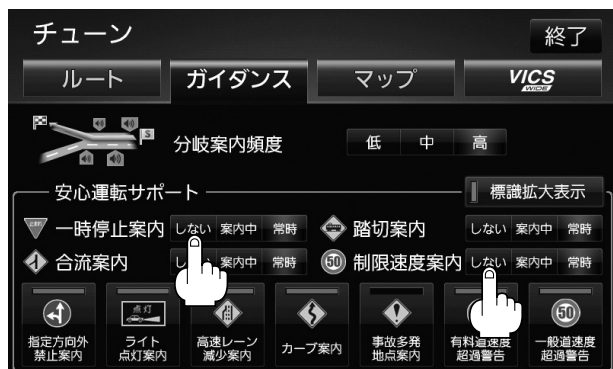 チューン
終了
ルート
ガイダンス
マップ
VICS
WIDE
S
分岐案内頻度
低 中 高
安心運転サポート
標識拡大表示
一時停止案内 しない 案内中 常時
踏切案内 しない 案内中 常時
合流案内 案内中 常時
50 制限速度案内 しない 案内中 常時
点灯
50
指定方向外
禁止案内
ライト
点灯案内
高速レーン
減少案内
カーブ案内
事故多発
地点案内
有料道速度
超過警告
一般道速度
超過警告